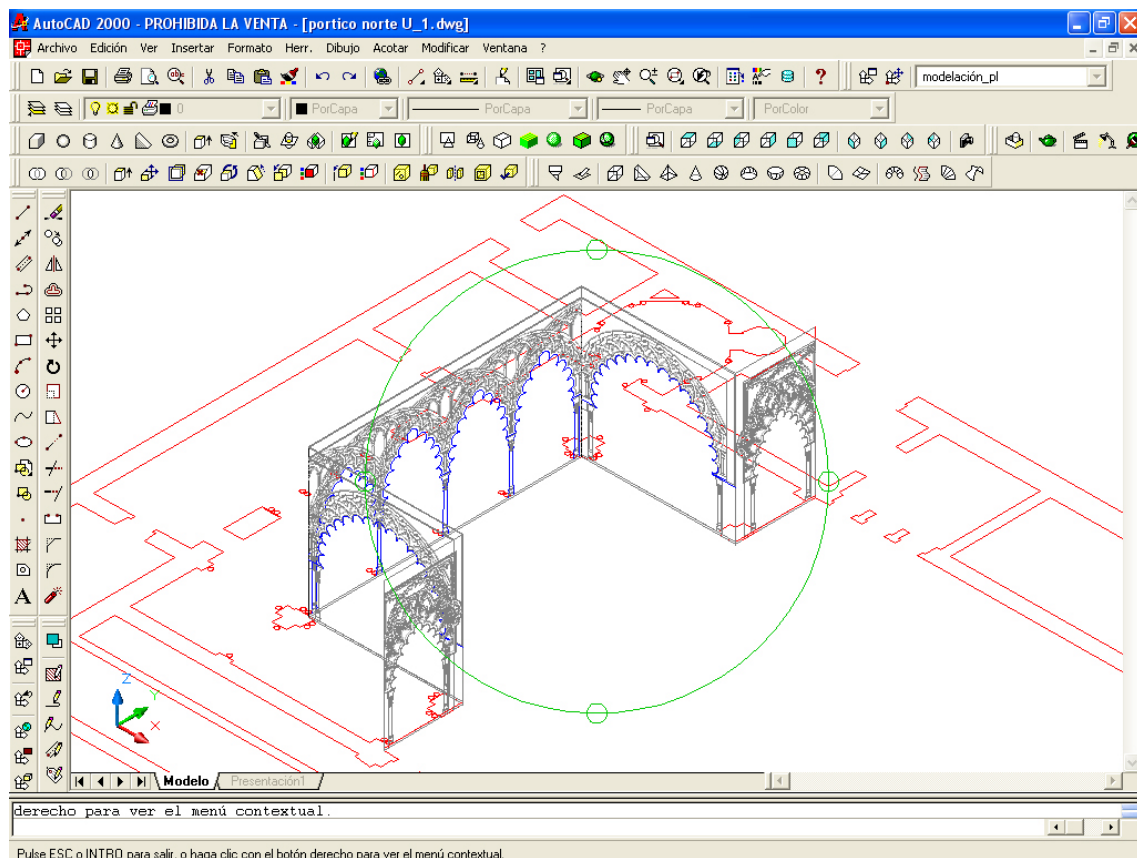 AutoCAD 2000 - PROHIBIDA LA VENTA - [portico norte U_1.dwg]
Archivo Edición Ver Insertar Formato Herr. Dibujo Acotar Modificar Ventana ?
modelación_pl
0 PorCapa PorCapa PorCapa PorColor
Z
Y
X
Modelo Presentación1
derecho para ver el menú contextual.
Pulse ESC o INTRO para salir, o haga clic con el botón derecho para ver el menú contextual.